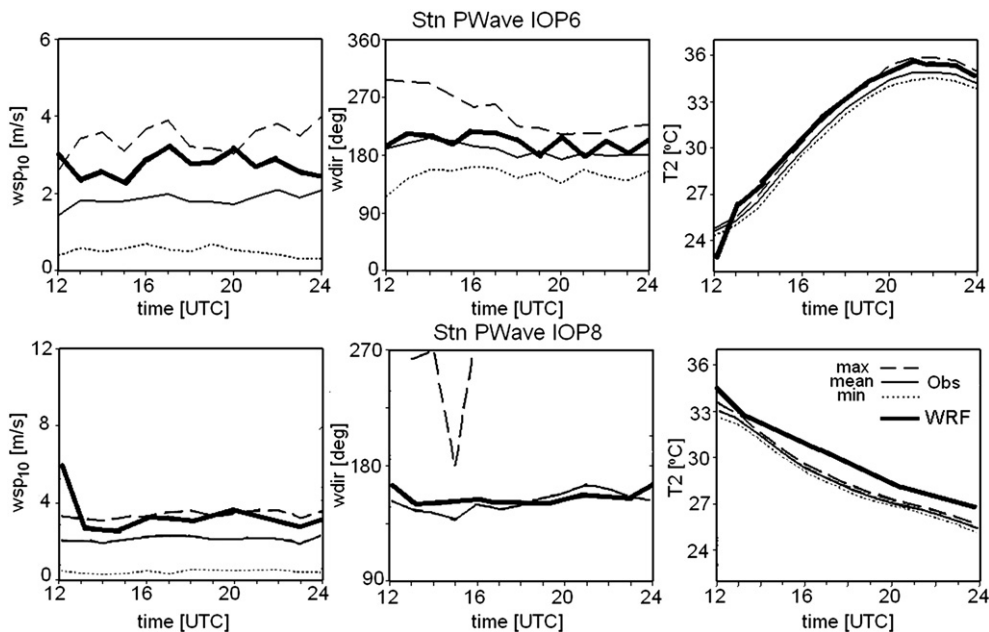 Stn PWave IOP6
wsp10 [m/s]
6
4
2
0
12 16 20 24
time [UTC]
wdir [deg]
360
270
180
90
0
12 16 20 24
time [UTC]
T2 [ºC]
36
33
30
27
24
12 16 20 24
time [UTC]
Stn PWave IOP8
wsp10 [m/s]
12
8
4
0
12 16 20 24
time [UTC]
wdir [deg]
270
180
90
12 16 20 24
time [UTC]
T2 [ºC]
36
33
30
27
24
12 16 20 24
time [UTC]
max
mean Obs
min
WRF